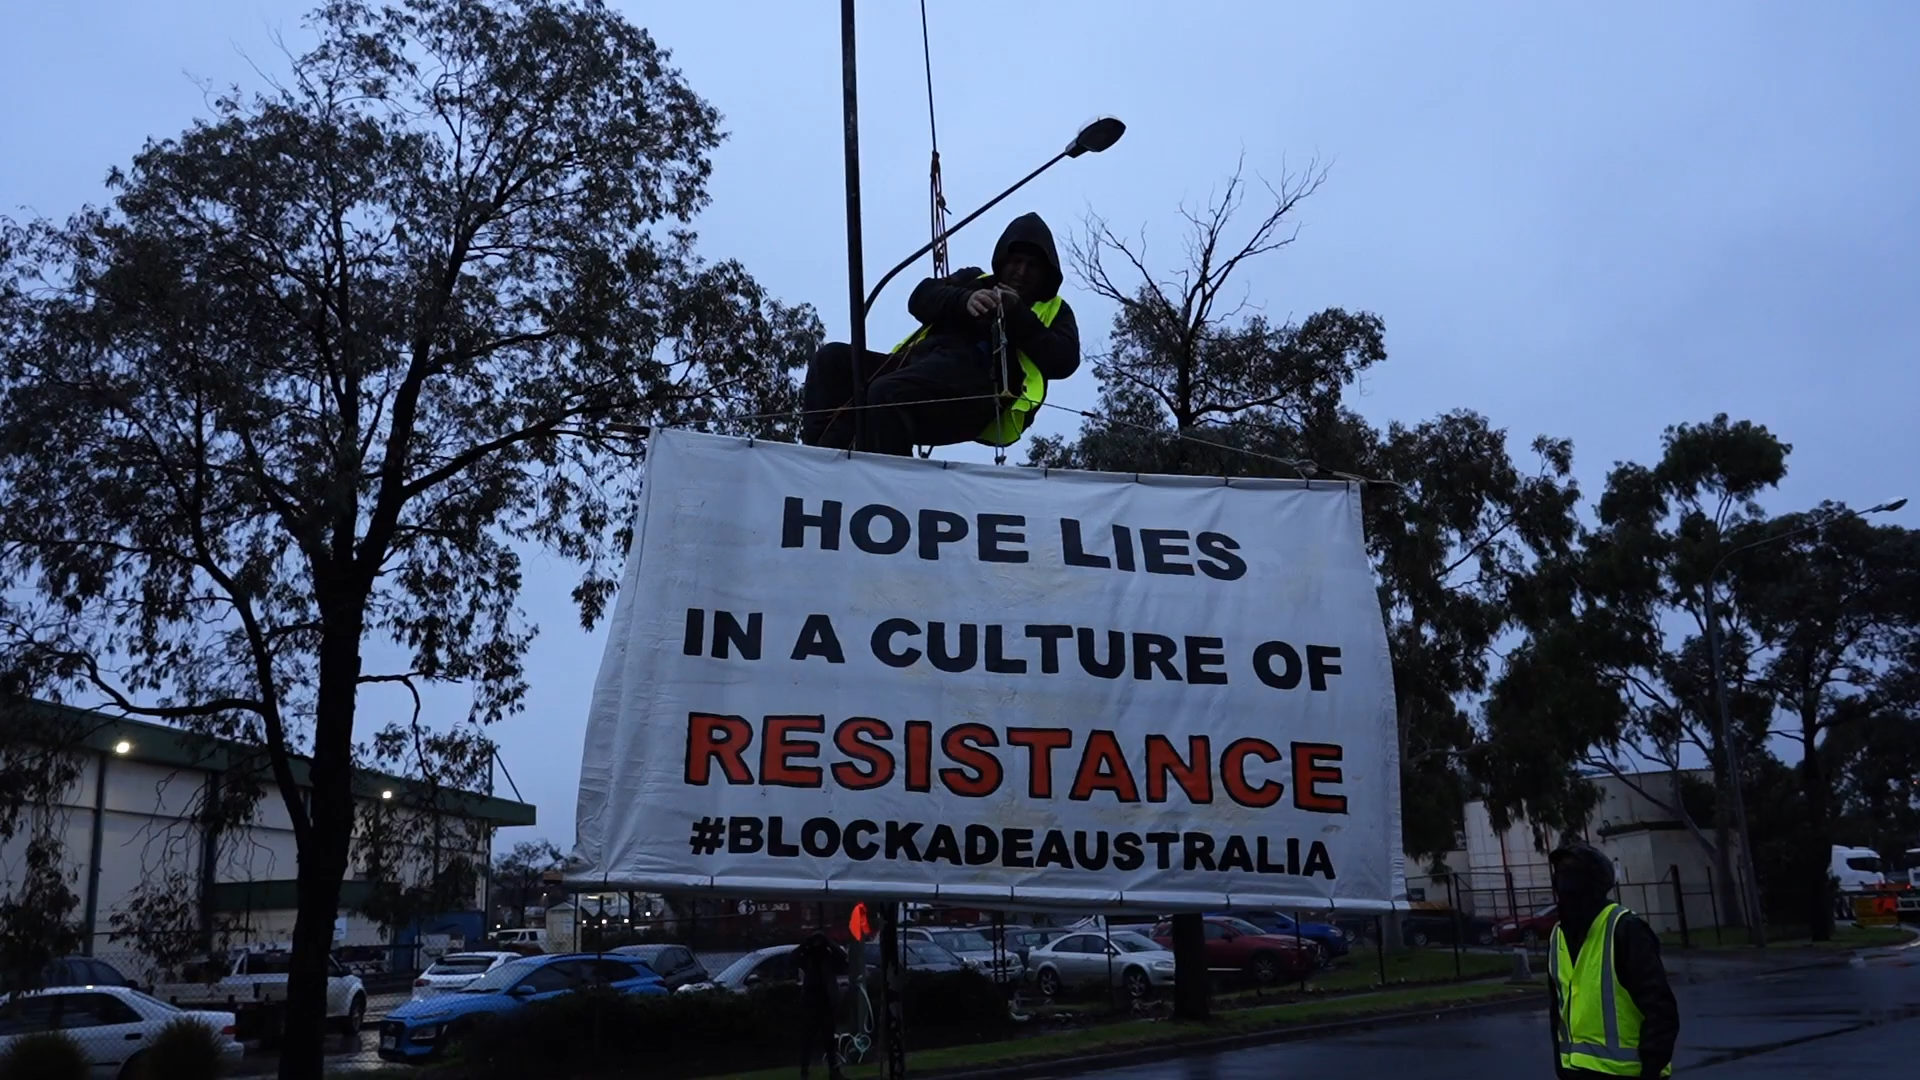 HOPE LIES
IN A CULTURE OF
RESISTANCE
#BLOCKADEAUSTRALIA